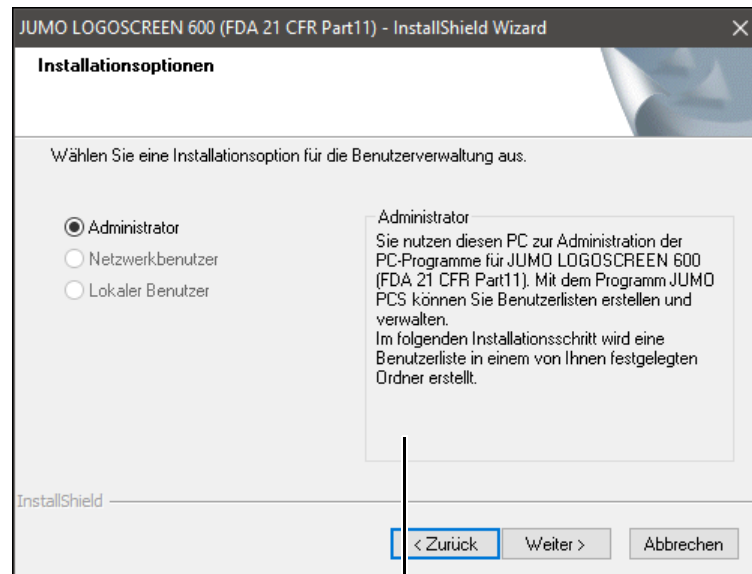 JUMO LOGOSCREEN 600 (FDA 21 CFR Part11) - InstallShield Wizard
Installationsoptionen
Wählen Sie eine Installationsoption für die Benutzerverwaltung aus.
Administrator
Netzwerkbenutzer
Lokaler Benutzer
Administrator
Sie nutzen diesen PC zur Administration der
PC-Programme für JUMO LOGOSCREEN 600
(FDA 21 CFR Part11). Mit dem Programm JUMO
PCS können Sie Benutzerlisten erstellen und
verwalten.
Im folgenden Installationsschritt wird eine
Benutzerliste in einem von Ihnen festgelegten
Ordner erstellt.
InstallShield
< Zurück Weiter > Abbrechen